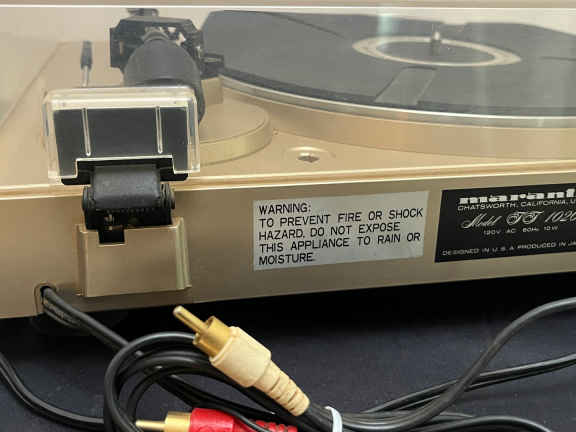 WARNING:
TO PREVENT FIRE OR SHOCK
HAZARD, DO NOT EXPOSE
THIS APPLIANCE TO RAIN OR
MOISTURE.
marant
CHATSWORTH, CALIFORNIA, U
Model TT 1020
120V AC 60Hz 10W
DESIGNED IN U.S.A PRODUCED IN JA